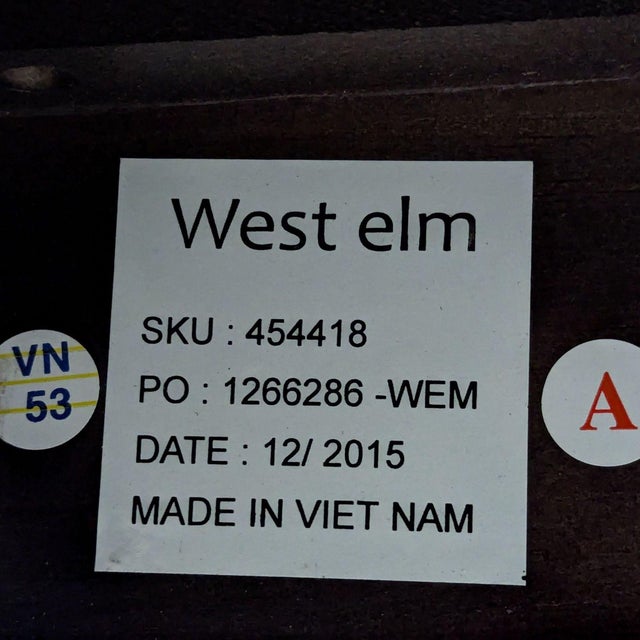 West elm
SKU : 454418
PO : 1266286 -WEM
DATE : 12/ 2015
MADE IN VIET NAM
VN
53
A